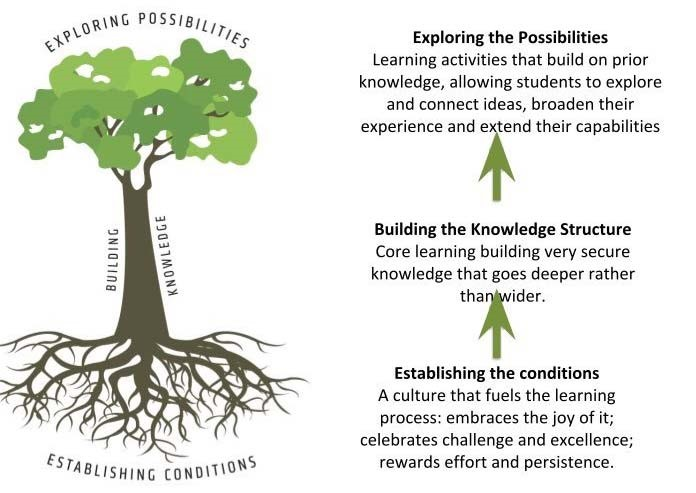 EXPLORING POSSIBILITIES
BUILDING
KNOWLEDGE
ESTABLISHING CONDITIONS
Exploring the Possibilities
Learning activities that build on prior
knowledge, allowing students to explore
and connect ideas, broaden their
experience and extend their capabilities
Building the Knowledge Structure
Core learning building very secure
knowledge that goes deeper rather
than wider.
Establishing the conditions
A culture that fuels the learning
process: embraces the joy of it;
celebrates challenge and excellence;
rewards effort and persistence.